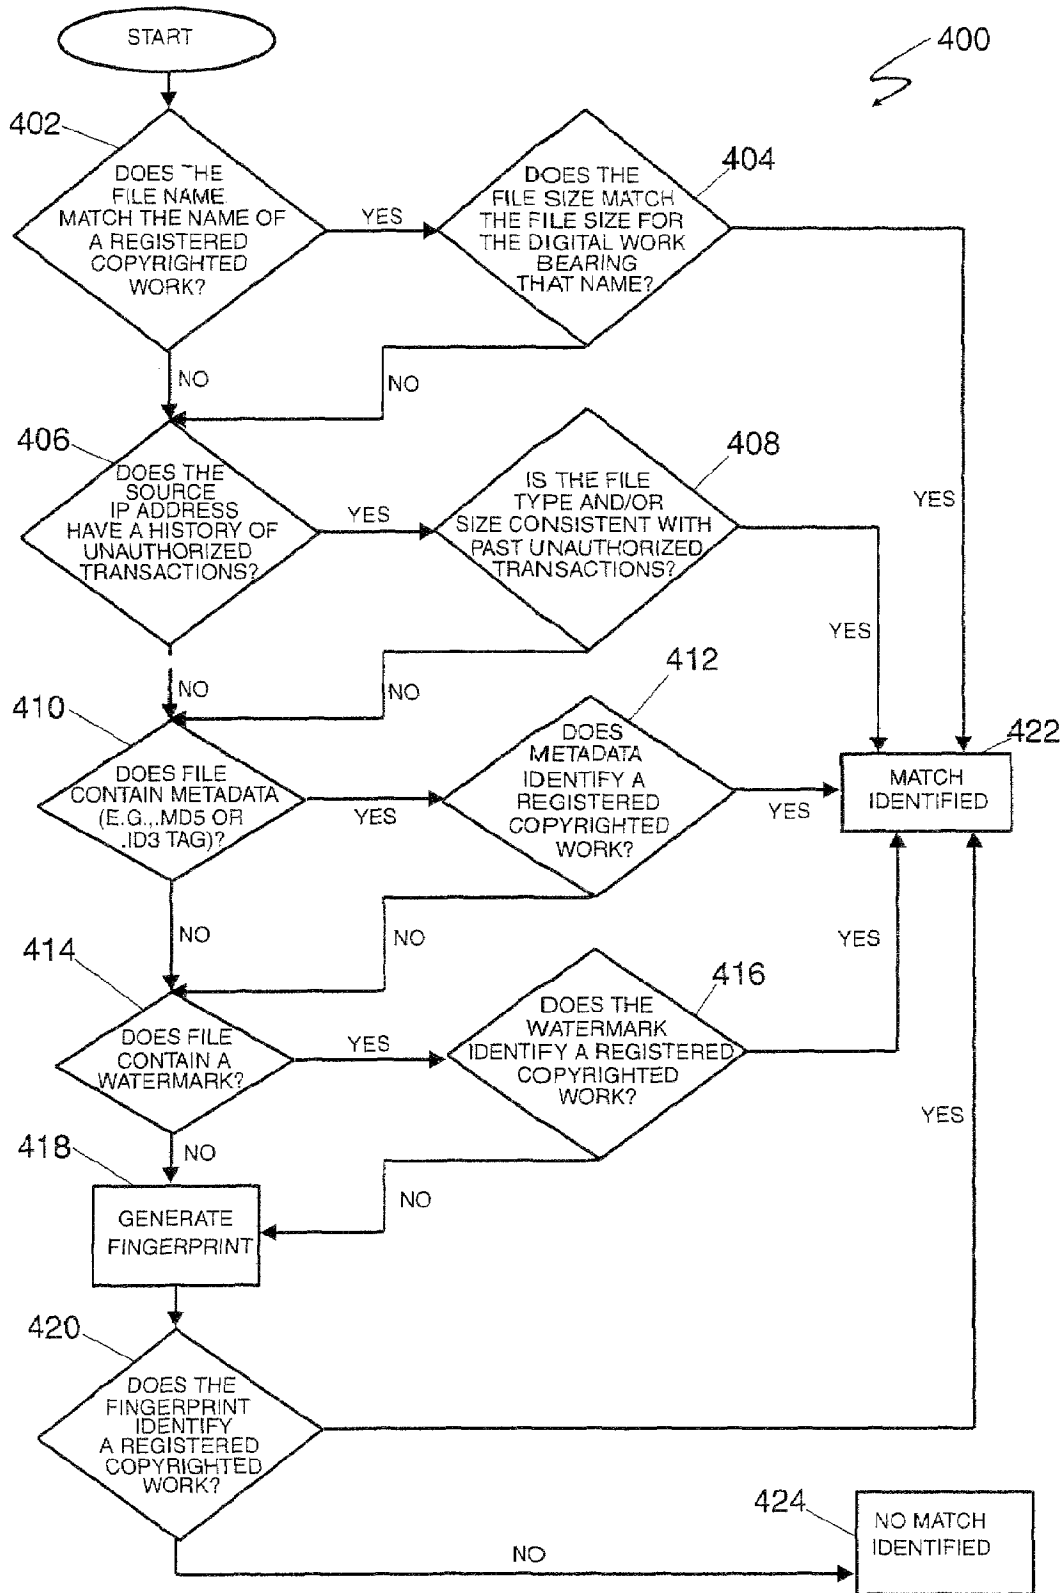 START
400
402
DOES THE
FILE NAME
MATCH THE NAME OF
A REGISTERED
COPYRIGHTED
WORK?
YES
404
DOES THE
FILE SIZE MATCH
THE FILE SIZE FOR
THE DIGITAL WORK
BEARING
THAT NAME?
NO
NO
YES
406
DOES THE
SOURCE
IP ADDRESS
HAVE A HISTORY OF
UNAUTHORIZED
TRANSACTIONS?
YES
408
IS THE FILE
TYPE AND/OR
SIZE CONSISTENT WITH
PAST UNAUTHORIZED
TRANSACTIONS?
YES
NO
NO
410
DOES FILE
CONTAIN METADATA
(E.G.,.MD5 OR
.ID3 TAG)?
YES
412
DOES
METADATA
IDENTIFY A
REGISTERED
COPYRIGHTED
WORK?
YES
422
MATCH
IDENTIFIED
NO
NO
YES
414
DOES FILE
CONTAIN A
WATERMARK?
YES
416
DOES THE
WATERMARK
IDENTIFY A REGISTERED
COPYRIGHTED
WORK?
YES
NO
NO
418
GENERATE
FINGERPRINT
420
DOES THE
FINGERPRINT
IDENTIFY
A REGISTERED
COPYRIGHTED
WORK?
NO
424
NO MATCH
IDENTIFIED